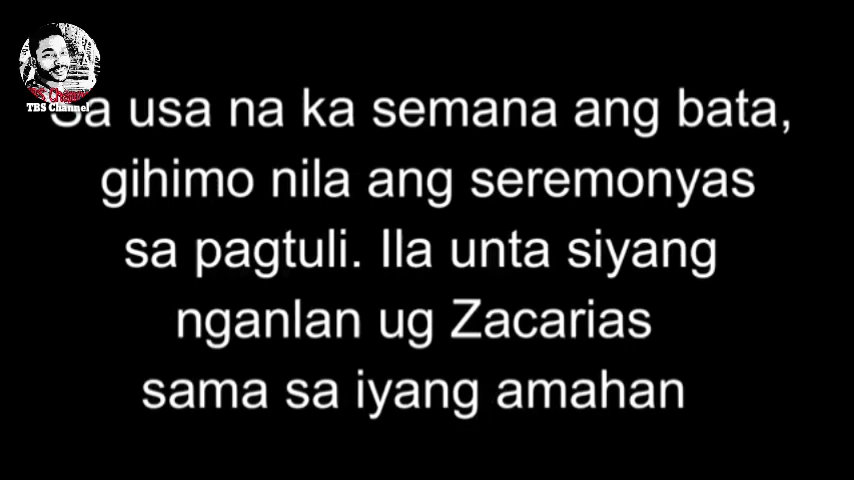 TBS Channel
Sa usa na ka semana ang bata,
gihimo nila ang seremonyas
sa pagtuli. Ila unta siyang
nganlan ug Zacarias
sama sa iyang amahan